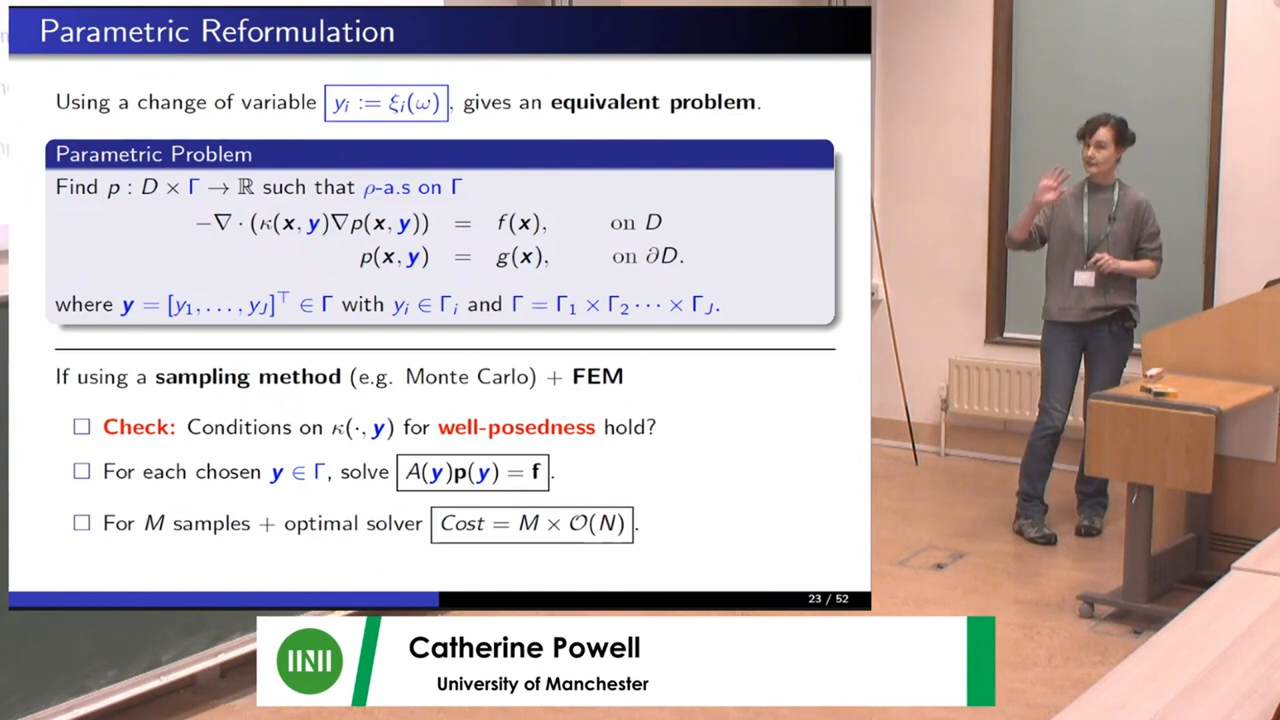 Parametric Reformulation
Using a change of variable y_i := ξ_i(ω), gives an equivalent problem.
Parametric Problem
Find p : D × Γ → ℝ such that ρ-a.s on Γ
−∇ · (κ(x, y)∇p(x, y)) = f(x), on D
p(x, y) = g(x), on ∂D.
where y = [y_1, . . . , y_J]^⊤ ∈ Γ with y_i ∈ Γ_i and Γ = Γ_1 × Γ_2 · · · × Γ_J.
If using a sampling method (e.g. Monte Carlo) + FEM
□ Check: Conditions on κ(·, y) for well-posedness hold?
□ For each chosen y ∈ Γ, solve A(y)p(y) = f.
□ For M samples + optimal solver Cost = M × O(N).
23 / 52
Catherine Powell
University of Manchester